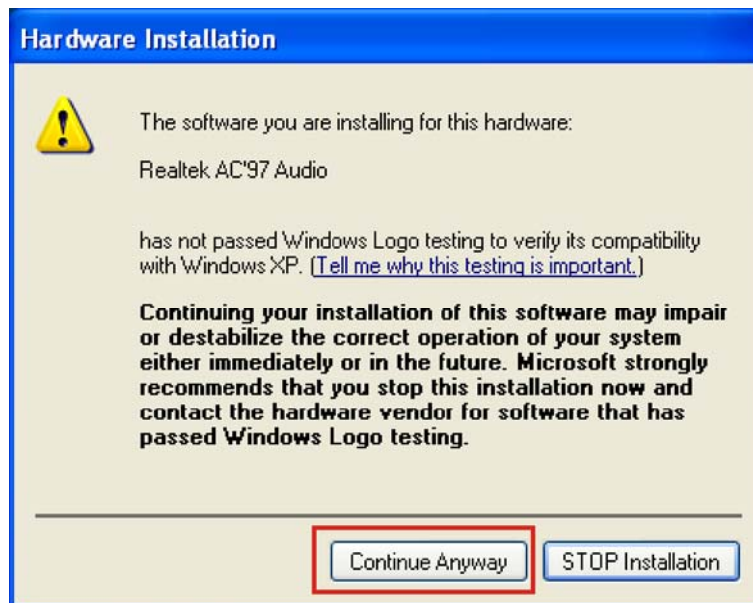 Hardware Installation
The software you are installing for this hardware:
Realtek AC'97 Audio
has not passed Windows Logo testing to verify its compatibility
with Windows XP. (Tell me why this testing is important.)
Continuing your installation of this software may impair
or destabilize the correct operation of your system
either immediately or in the future. Microsoft strongly
recommends that you stop this installation now and
contact the hardware vendor for software that has
passed Windows Logo testing.
Continue Anyway
STOP Installation